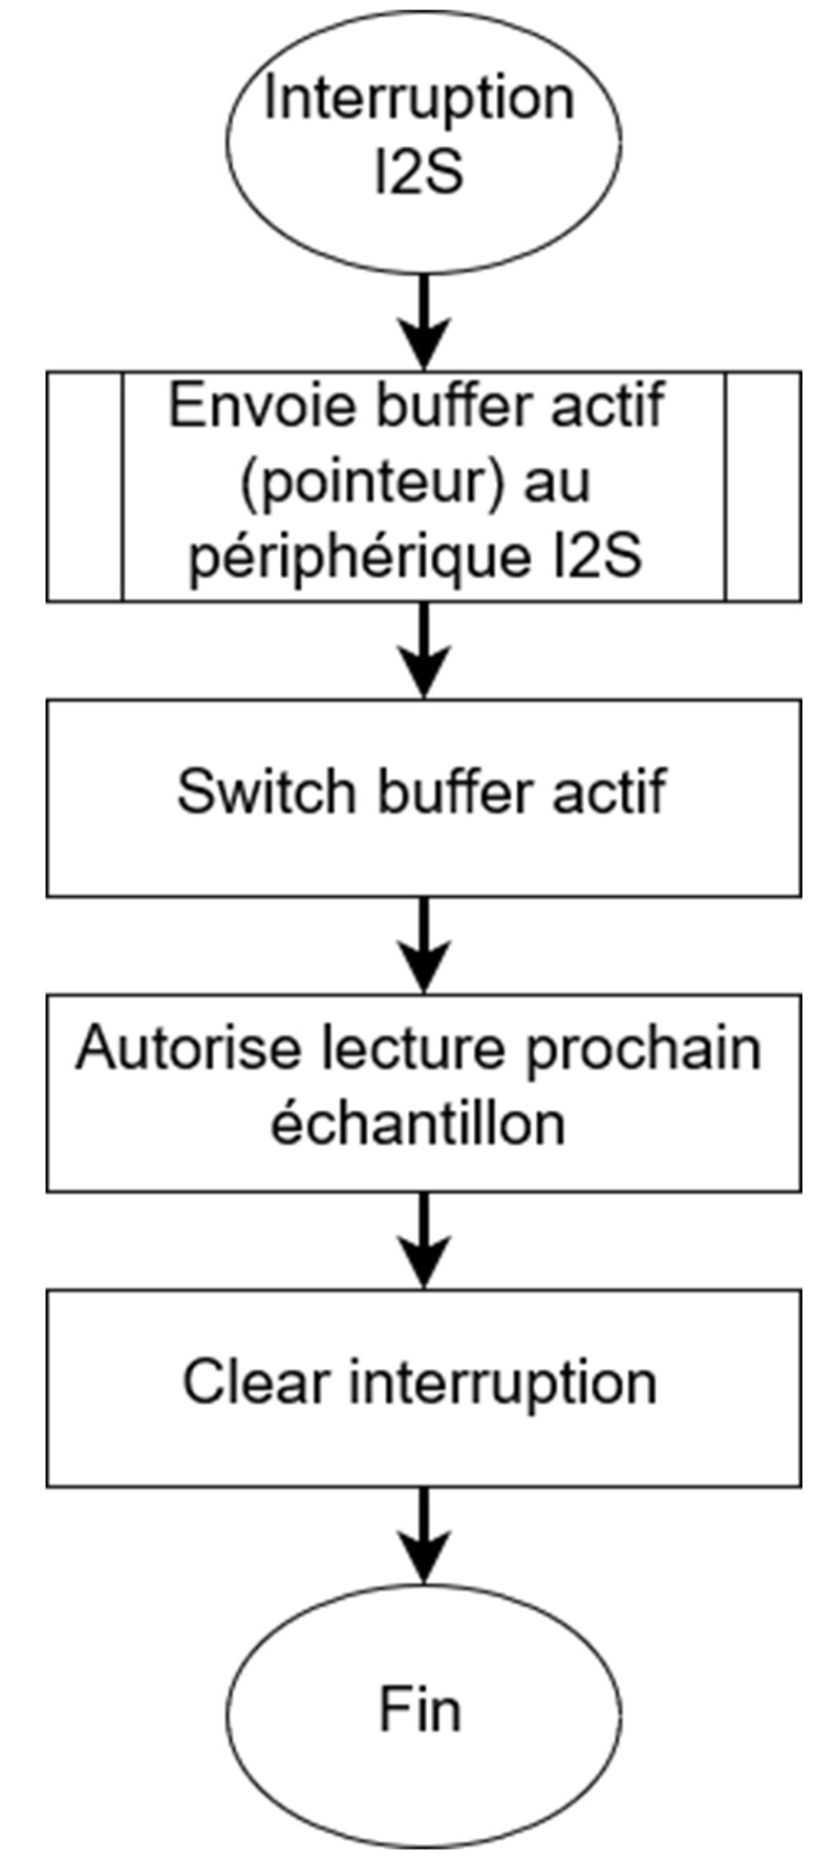 Interruption
I2S
Envoie buffer actif
(pointeur) au
périphérique I2S
Switch buffer actif
Autorise lecture prochain
échantillon
Clear interruption
Fin